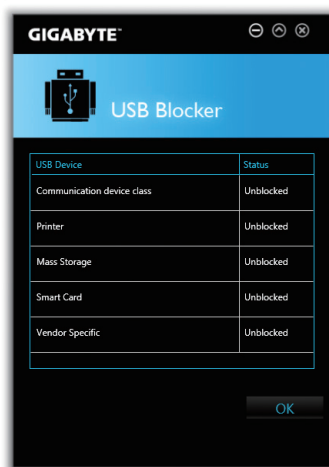 GIGABYTE™
USB Blocker
USB Device Status
Communication device class Unblocked
Printer Unblocked
Mass Storage Unblocked
Smart Card Unblocked
Vendor Specific Unblocked
OK